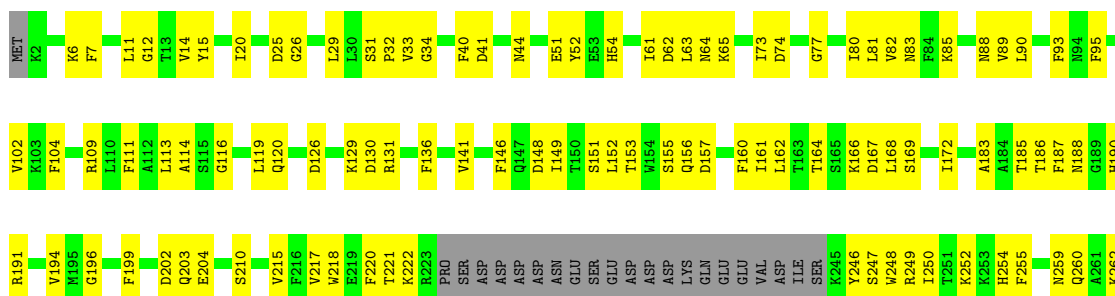 MET K2 K6 F7 L11 G12 T13 V14 Y15 I20 D25 G26 L29 L30 S31 P32 V33 G34 F40 D41 N44 E51 Y52 E53 H54 I61 D62 L63 N64 K65 I73 D74 G77 I80 L81 V82 N83 F84 K85 N88 V89 L90 F93 N94 F95
V102 K103 F104 R109 L110 F111 A112 L113 A114 S115 G116 L119 Q120 D126 K129 D130 R131 F136 V141 F146 Q147 D148 I149 T150 S151 L152 T153 W154 S155 Q156 D157 F160 I161 L162 T163 T164 S165 K166 D167 L168 S169 I172 A183 A184 T185 T186 F187 N188 G189 H190
R191 V194 M195 G196 F199 D202 Q203 E204 S210 V215 F216 V217 W218 E219 F220 T221 K222 R223 PRO SER ASP ASP ASP ASP ASN GLU SER GLU ASP ASP ASP LYS GLN GLU GLU VAL ASP ILE SER K245 Y246 S247 W248 R249 I250 T251 K252 K253 H254 F255 N259 Q260 A261